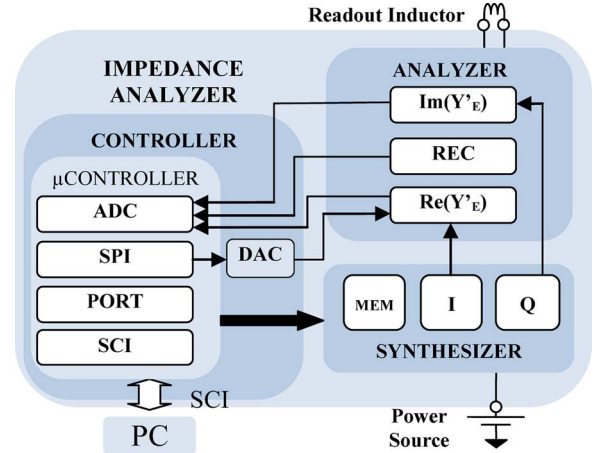 Readout Inductor
IMPEDANCE
ANALYZER
ANALYZER
Im(Y'E)
REC
Re(Y'E)
CONTROLLER
μCONTROLLER
ADC
SPI
DAC
PORT
SCI
MEM
I
Q
SYNTHESIZER
SCI
PC
Power
Source